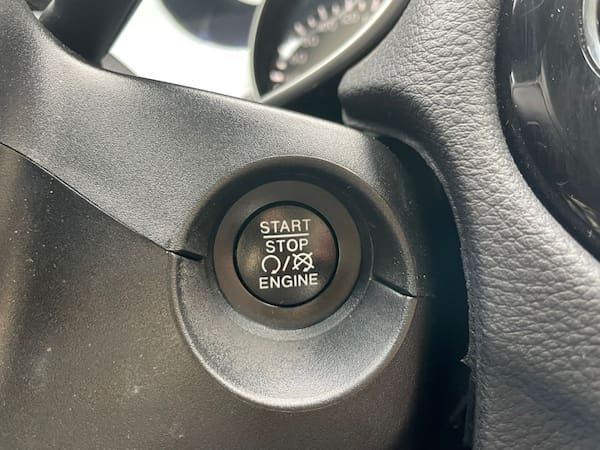 START
STOP
/
ENGINE